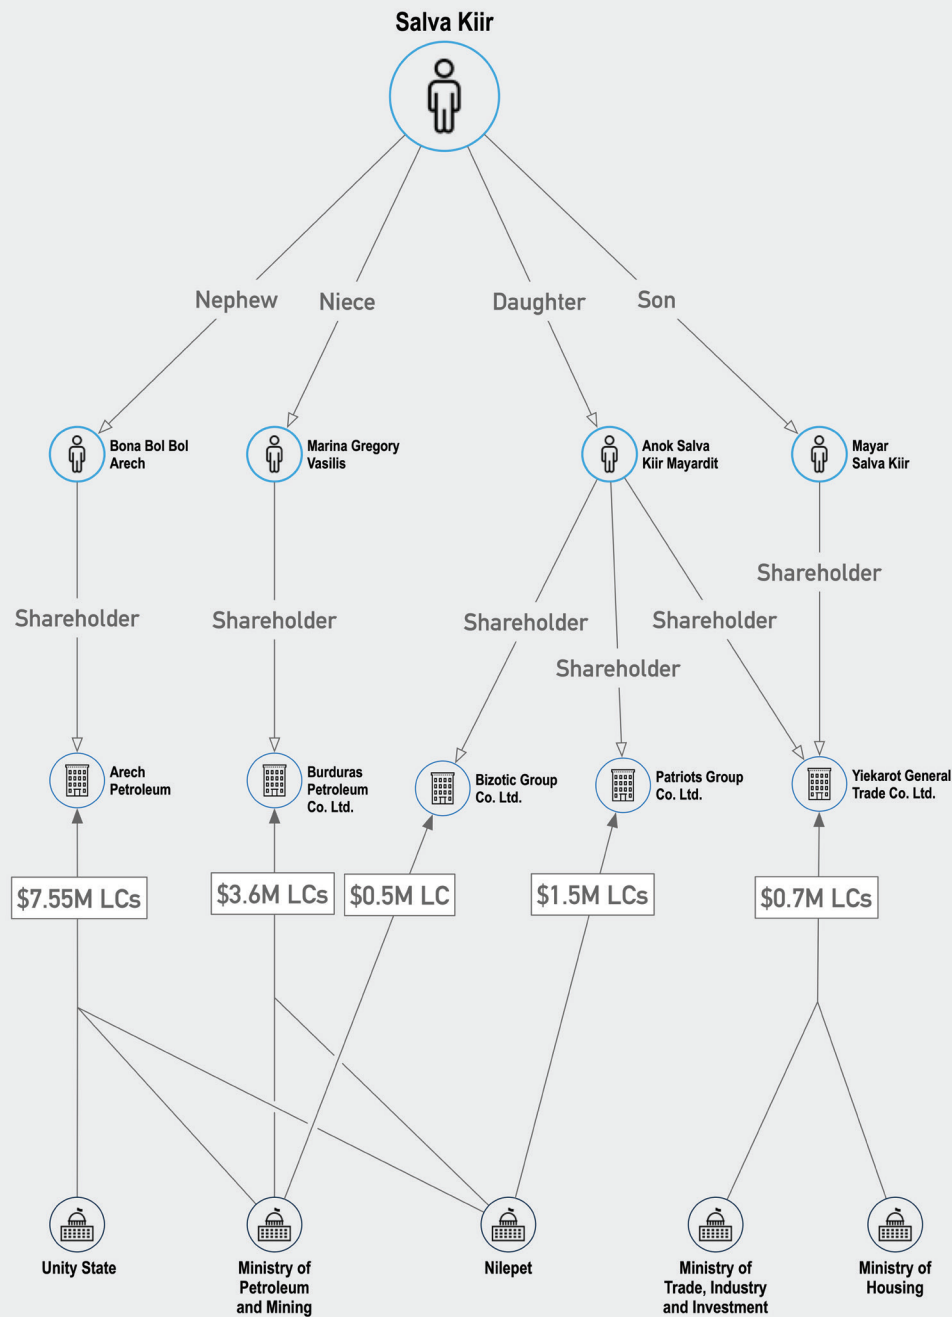 Salva Kiir
Nephew
Niece
Daughter
Son
Bona Bol Bol
Arech
Marina Gregory
Vasilis
Anok Salva
Kiir Mayardit
Mayar
Salva Kiir
Shareholder
Shareholder
Shareholder
Shareholder
Shareholder
Shareholder
Arech
Petroleum
Burduras
Petroleum
Co. Ltd.
Bizotic Group
Co. Ltd.
Patriots Group
Co. Ltd.
Yiekarot General
Trade Co. Ltd.
$7.55M LCs
$3.6M LCs
$0.5M LC
$1.5M LCs
$0.7M LCs
Unity State
Ministry of
Petroleum
and Mining
Nilepet
Ministry of
Trade, Industry
and Investment
Ministry of
Housing